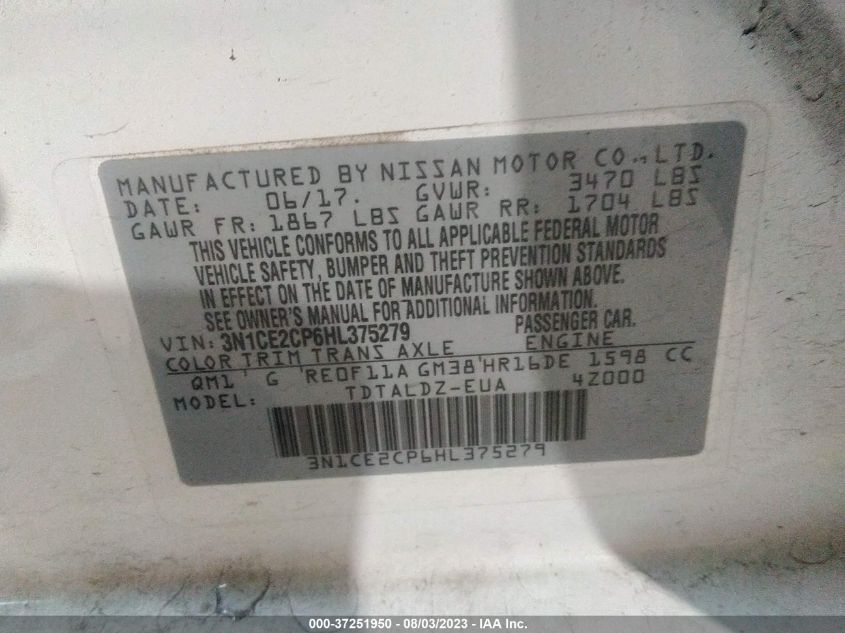 MANUFACTURED BY NISSAN MOTOR CO., LTD.
DATE: 06/17. GVWR: 3470 LBS
GAWR FR: 1867 LBS GAWR RR: 1704 LBS
THIS VEHICLE CONFORMS TO ALL APPLICABLE FEDERAL MOTOR
VEHICLE SAFETY, BUMPER AND THEFT PREVENTION STANDARDS
IN EFFECT ON THE DATE OF MANUFACTURE SHOWN ABOVE.
SEE OWNER'S MANUAL FOR ADDITIONAL INFORMATION.
VIN: 3N1CE2CP6HL375279 PASSENGER CAR.
COLOR TRIM TRANS AXLE ENGINE
QM1' G 'RE0F11A GM38'HR16DE 1598 CC
MODEL: TDTALDZ-EUA 4Z000
3N1CE2CP6HL375279
000-37251950 - 08/03/2023 - IAA Inc.